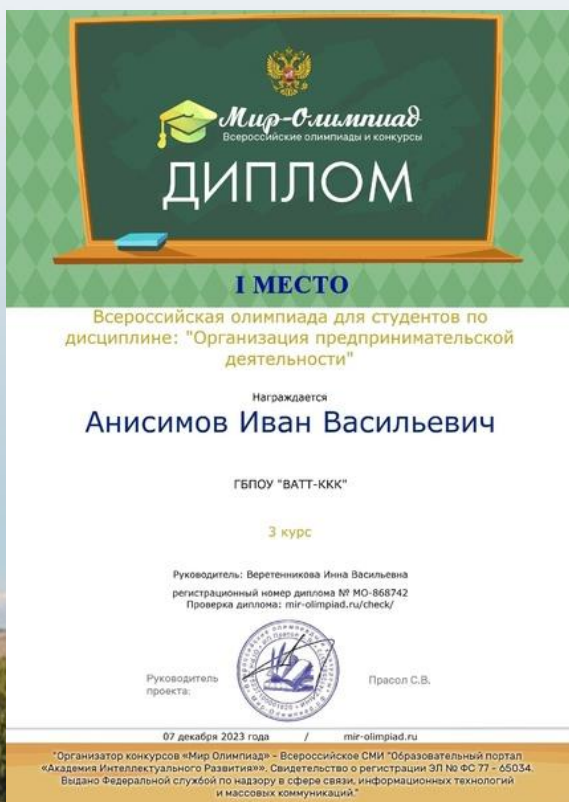 Мир-Олимпиад
Всероссийские олимпиады и конкурсы
ДИПЛОМ
I МЕСТО
Всероссийская олимпиада для студентов по
дисциплине: "Организация предпринимательской
деятельности"
Награждается
Анисимов Иван Васильевич
ГБПОУ "ВАТТ-ККК"
3 курс
Руководитель: Веретенникова Инна Васильевна
регистрационный номер диплома № МО-868742
Проверка диплома: mir-olimpiad.ru/check/
Руководитель
проекта:
Прасол С.В.
07 декабря 2023 года / mir-olimpiad.ru
"Организатор конкурсов «Мир Олимпиад» – Всероссийское СМИ "Образовательный портал
«Академия Интеллектуального Развития»». Свидетельство о регистрации ЭЛ № ФС 77 - 65034.
Выдано Федеральной службой по надзору в сфере связи, информационных технологий
и массовых коммуникаций."